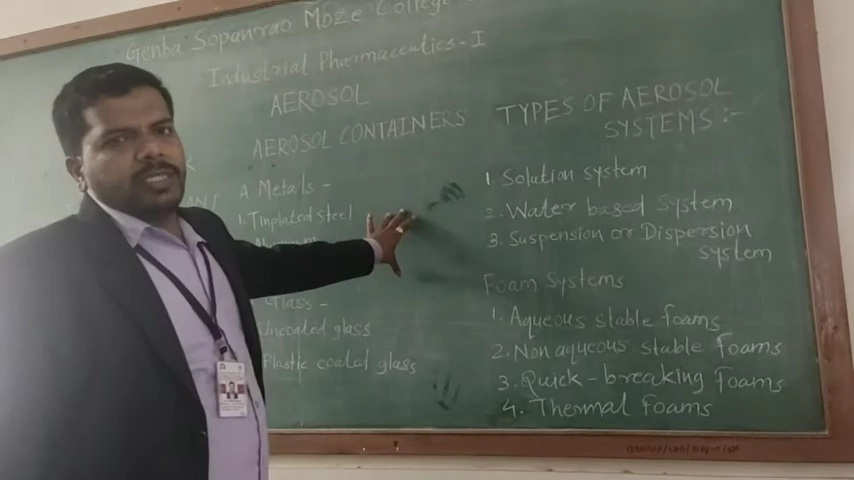 Genba Sopanrao Moze College
Industrial Pharmaceutics-I
AEROSOL
AEROSOL CONTAINERS
A Metals -
1. Tinplated steel
Glass -
Uncoated glass
Plastic coated glass
TYPES OF AEROSOL
SYSTEMS :-
1. Solution system
2. Water based System
3. Suspension or Dispersion
system
Foam Systems
1. Aqueous stable foams
2. Non aqueous stable foams
3. Quick-breaking foams
4. Thermal foams